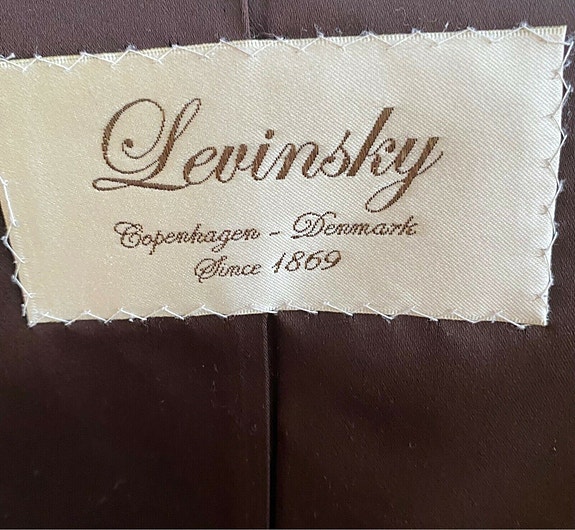 Levinsky
Copenhagen - Denmark
Since 1869